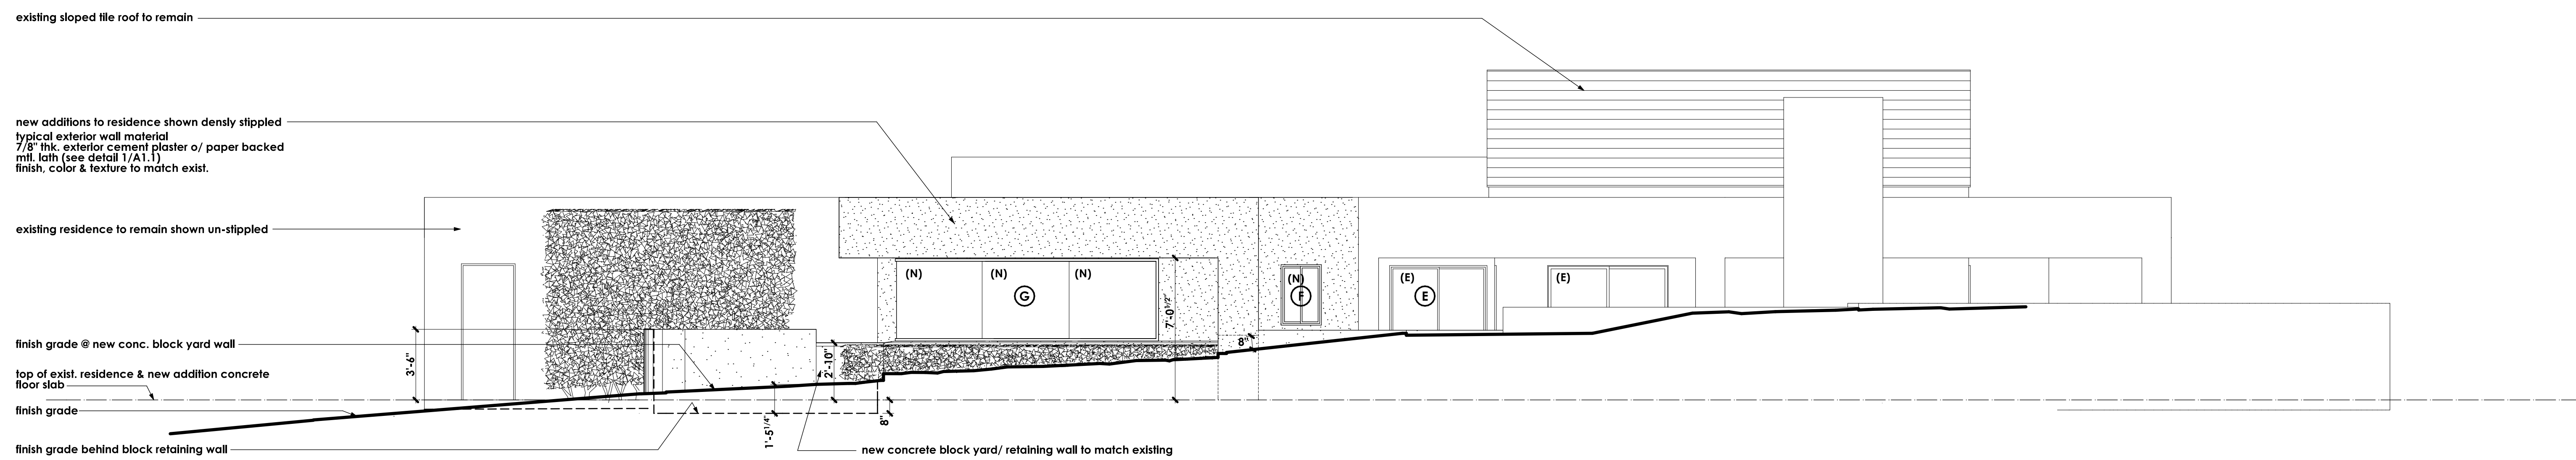 existing sloped tile roof to remain
new additions to residence shown densly stippled
typical exterior wall material
7/8" thk. exterior cement plaster o/ paper backed
mtl. lath (see detail 1/A1.1)
finish, color & texture to match exist.
existing residence to remain shown un-stippled
(N) (N) (N)
G
7'-0 1/2"
(N)
F
(E)
E
(E)
finish grade @ new conc. block yard wall
3'-6"
2'-10"
8"
top of exist. residence & new addition concrete
floor slab
finish grade
1'-5 1/4"
8"
finish grade behind block retaining wall
new concrete block yard/ retaining wall to match existing